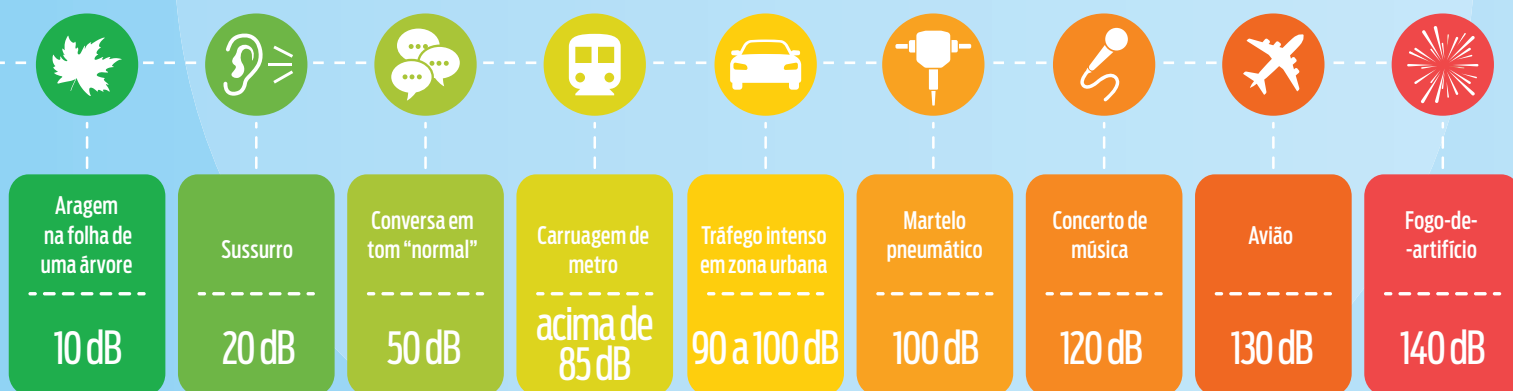 Aragem
na folha de
uma árvore
10 dB
Sussurro
20 dB
Conversa em
tom “normal”
50 dB
Carruagem de
metro
acima de
85 dB
Tráfego intenso
em zona urbana
90 a 100 dB
Martelo
pneumático
100 dB
Concerto de
música
120 dB
Avião
130 dB
Fogo-de-
-artifício
140 dB